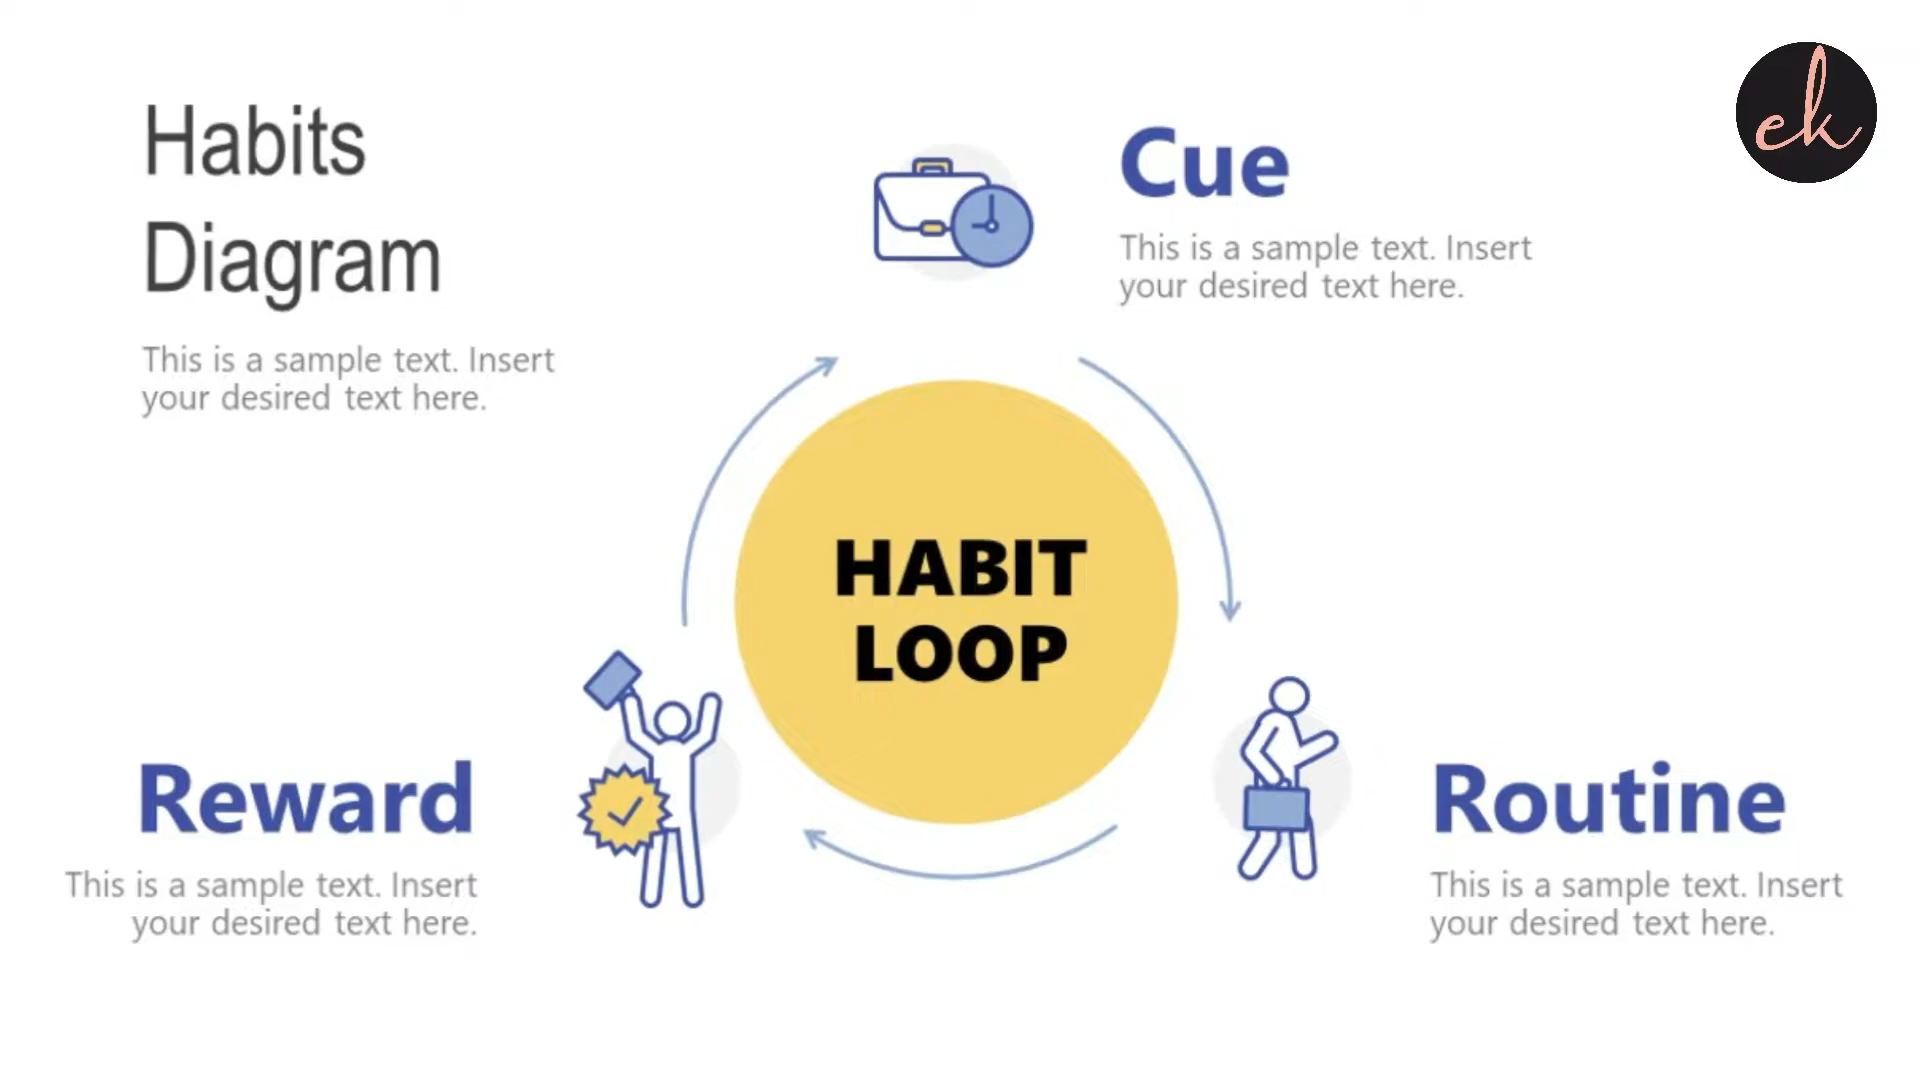 Habits
Diagram
This is a sample text. Insert
your desired text here.
ek
Cue
This is a sample text. Insert
your desired text here.
HABIT
LOOP
Reward
This is a sample text. Insert
your desired text here.
Routine
This is a sample text. Insert
your desired text here.